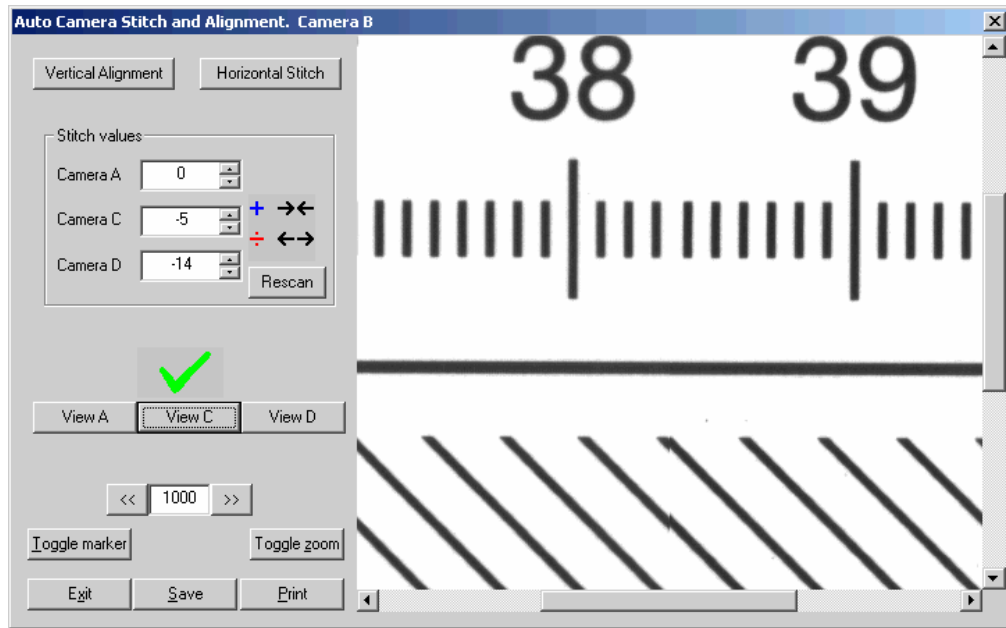 Auto Camera Stitch and Alignment. Camera B
Vertical Alignment
Horizontal Stitch
Stitch values
Camera A 0
Camera C -5
Camera D -14
Rescan
View A View C View D
<< 1000 >>
Toggle marker
Toggle zoom
Exit Save Print
38 39